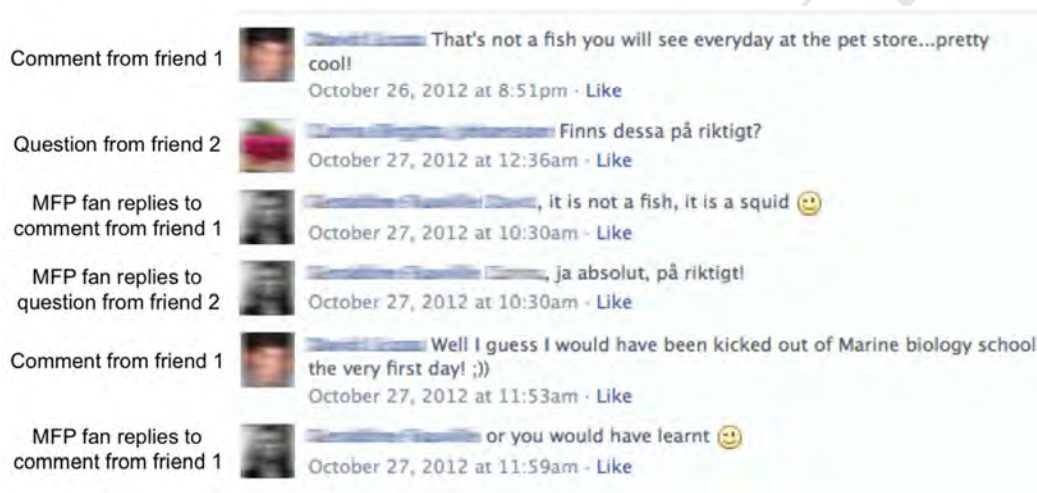 Comment from friend 1
That's not a fish you will see everyday at the pet store...pretty
cool!
October 26, 2012 at 8:51pm · Like
Question from friend 2
Finns dessa på riktigt?
October 27, 2012 at 12:36am · Like
MFP fan replies to
comment from friend 1
, it is not a fish, it is a squid
October 27, 2012 at 10:30am · Like
MFP fan replies to
question from friend 2
, ja absolut, på riktigt!
October 27, 2012 at 10:30am · Like
Comment from friend 1
Well I guess I would have been kicked out of Marine biology school
the very first day! ;))
October 27, 2012 at 11:53am · Like
MFP fan replies to
comment from friend 1
or you would have learnt
October 27, 2012 at 11:59am · Like